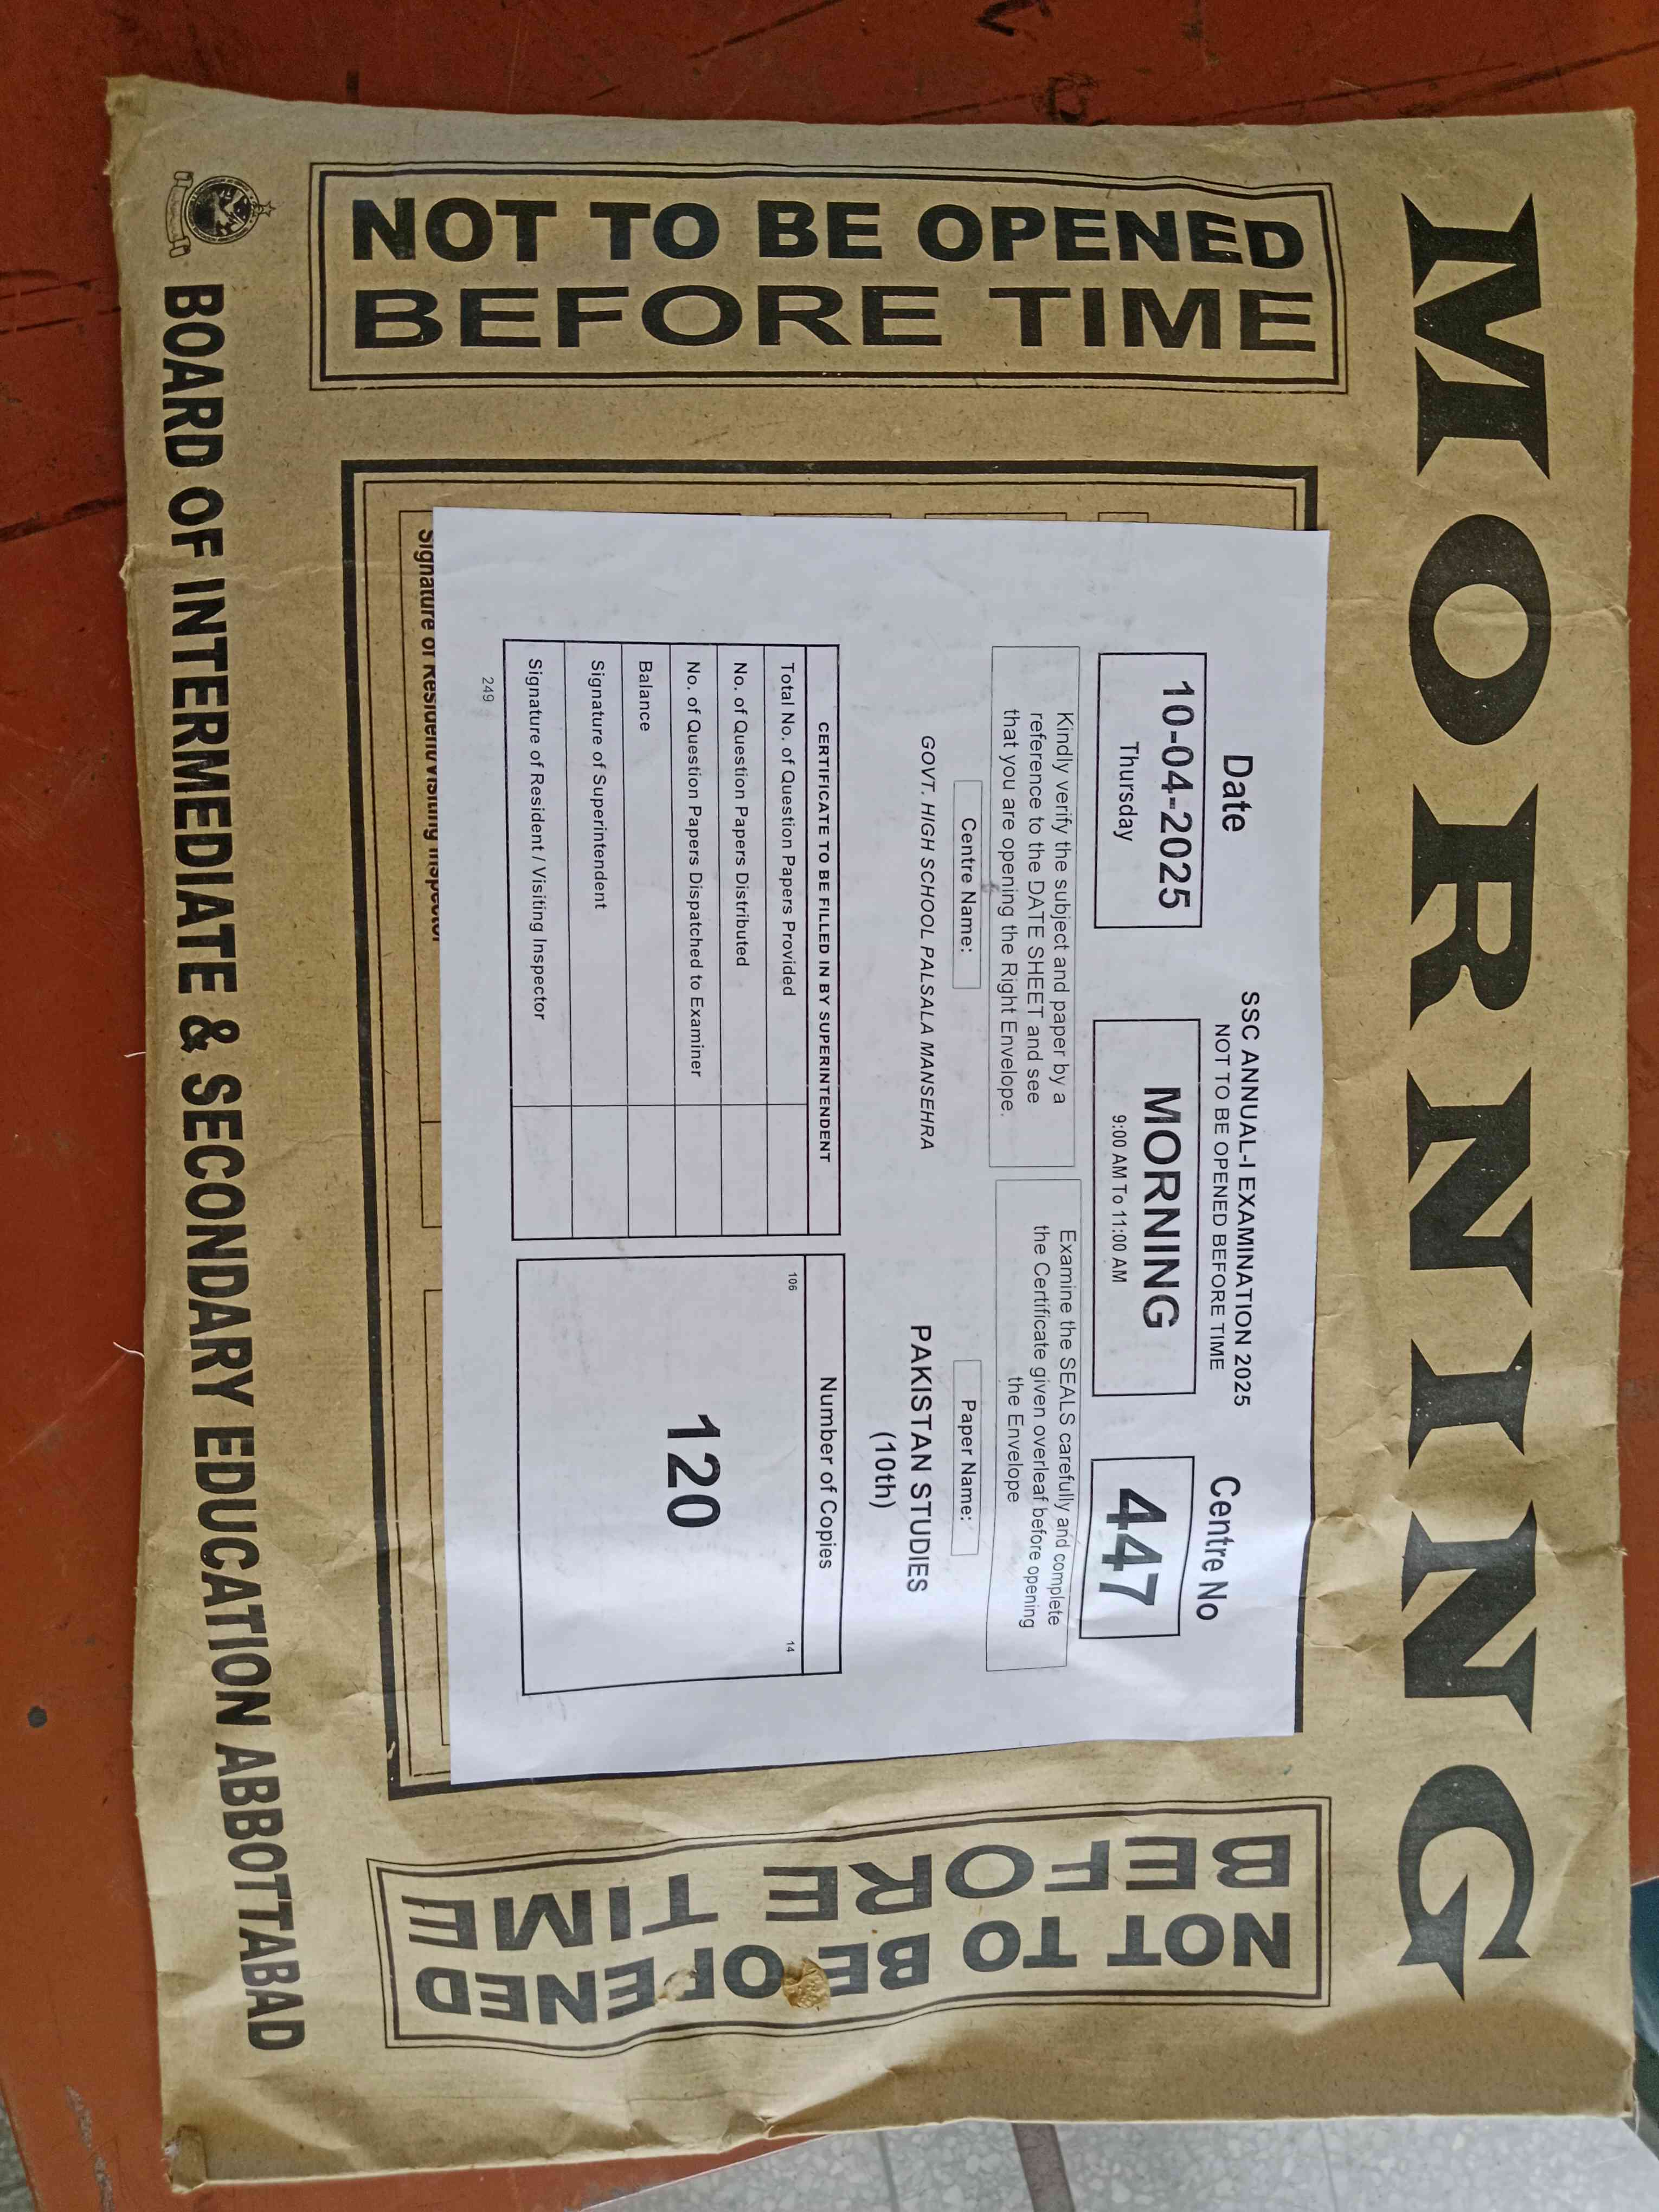 MORNING
NOT TO BE OPENED
BEFORE TIME
SSC ANNUAL-I EXAMINATION 2025
NOT TO BE OPENED BEFORE TIME
Date
10-04-2025
Thursday
MORNING
9:00 AM To 11:00 AM
Centre No
447
Kindly verify the subject and paper by a
reference to the DATE SHEET and see
that you are opening the Right Envelope.
Examine the SEALS carefully and complete
the Certificate given overleaf before opening
the Envelope
Centre Name:
GOVT. HIGH SCHOOL PALSALA MANSEHRA
Paper Name:
PAKISTAN STUDIES
(10th)
CERTIFICATE TO BE FILLED IN BY SUPERINTENDENT
Total No. of Question Papers Provided
No. of Question Papers Distributed
No. of Question Papers Dispatched to Examiner
Balance
Signature of Superintendent
Signature of Resident / Visiting Inspector
249
Number of Copies
106
14
120
Signature of Resident/Visiting Inspector
NOT TO BE OPENED
BEFORE TIME
BOARD OF INTERMEDIATE & SECONDARY EDUCATION ABBOTTABAD